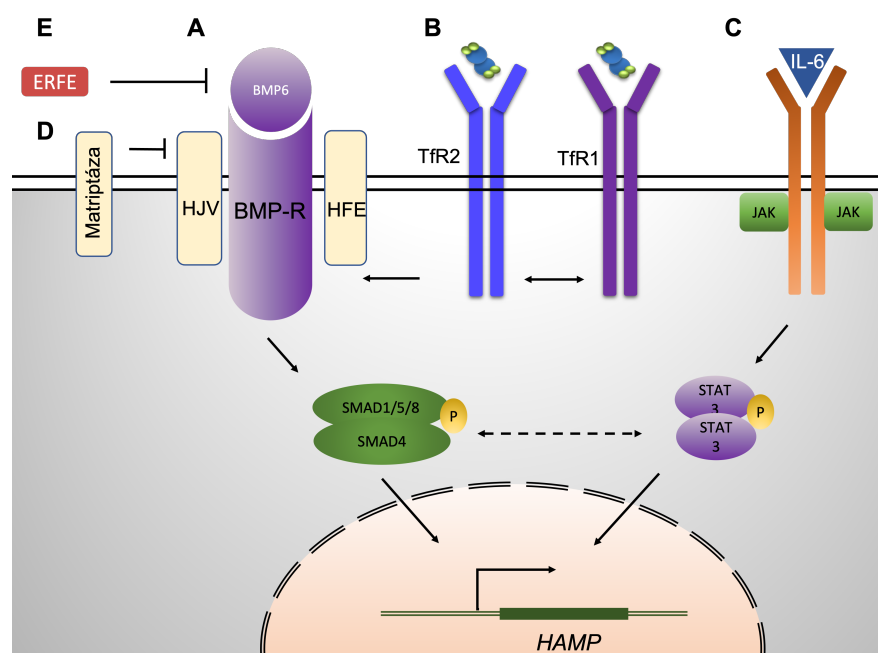 E
A
B
C
ERFE
BMP6
IL-6
D
Matriptáza
TfR2
TfR1
HJV
BMP-R
HFE
JAK
JAK
SMAD1/5/8
P
SMAD4
STAT
3
P
STAT
3
HAMP